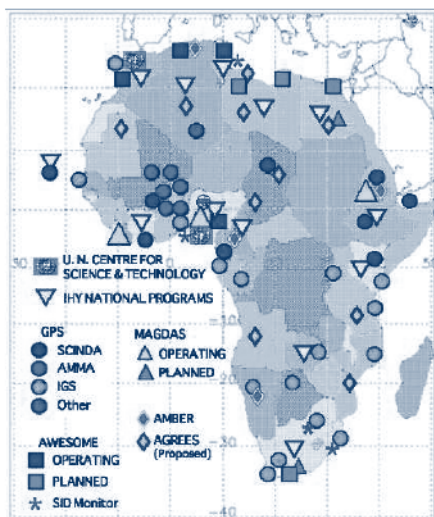 50
50
U. N. CENTRE FOR
SCIENCE & TECHNOLOGY
IHY NATIONAL PROGRAMS
GPS
SCINDA
AMMA
IGS
Other
MAGDAS
OPERATING
PLANNED
AMBER
AGREES
(Proposed)
AWESOME
OPERATING
PLANNED
SID Monitor
-10
-20
-30
-40